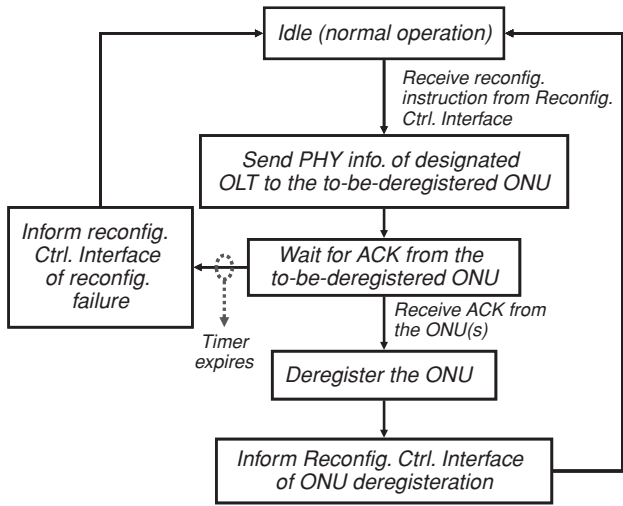 Idle (normal operation)
Receive reconfig.
instruction from Reconfig.
Ctrl. Interface
Send PHY info. of designated
OLT to the to-be-deregistered ONU
Inform reconfig.
Ctrl. Interface
of reconfig.
failure
Wait for ACK from the
to-be-deregistered ONU
Timer
expires
Receive ACK from
the ONU(s)
Deregister the ONU
Inform Reconfig. Ctrl. Interface
of ONU deregisteration